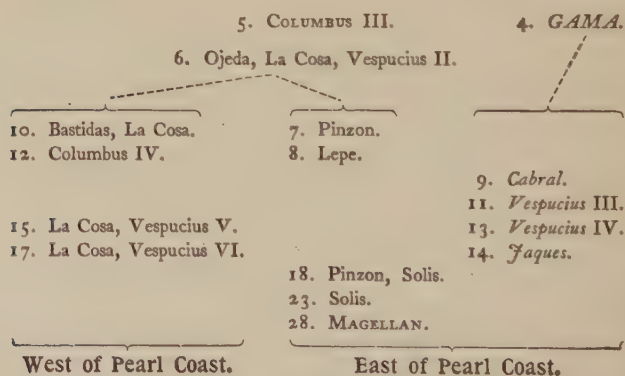 5. COLUMBUS III.
4. GAMA.
6. Ojeda, La Cosa, Vespucius II.
10. Bastidas, La Cosa.
12. Columbus IV.
15. La Cosa, Vespucius V.
17. La Cosa, Vespucius VI.
7. Pinzon.
8. Lepe.
9. Cabral.
11. Vespucius III.
13. Vespucius IV.
14. Jaques.
18. Pinzon, Solis.
23. Solis.
28. MAGELLAN.
West of Pearl Coast.
East of Pearl Coast.